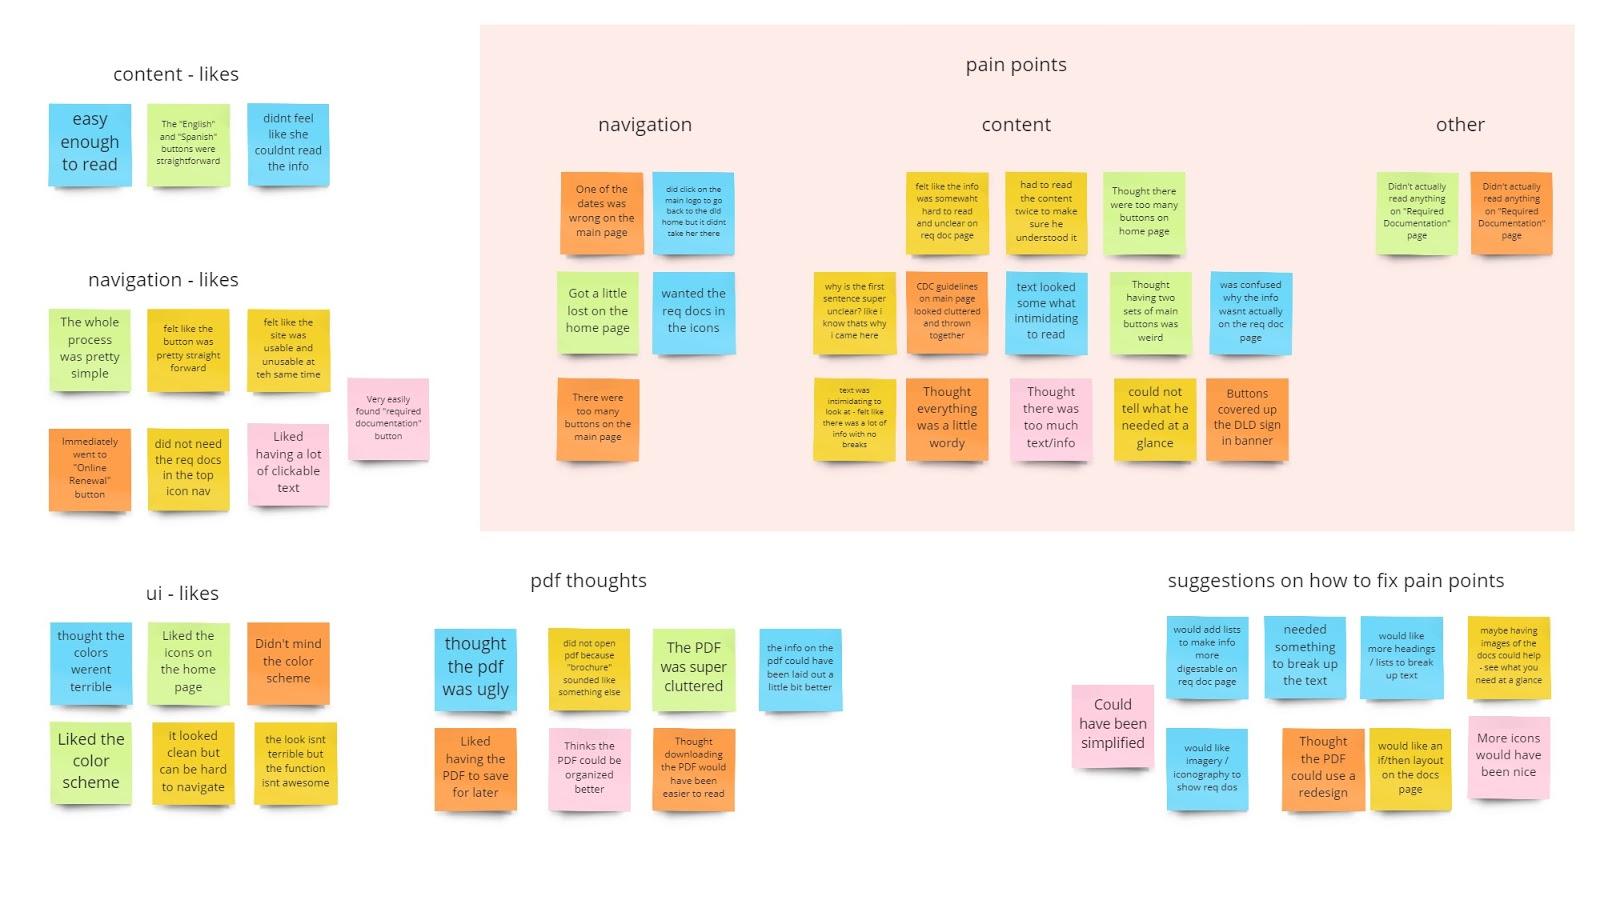 content - likes
easy
enough
to read
The "English"
and "Spanish"
buttons were
straightforward
didnt feel
like she
couldnt read
the info
navigation - likes
The whole
process
was pretty
simple
felt like the
button was
pretty straight
forward
felt like the
site was
usable and
unusable at
teh same time
Very easily
found "required
documentation"
button
Immediately
went to
"Online
Renewal"
button
did not need
the req docs
in the top
icon nav
Liked
having a lot
of clickable
text
ui - likes
thought the
colors
werent
terrible
Liked the
icons on
the home
page
Didn't mind
the color
scheme
Liked the
color
scheme
it looked
clean but
can be hard
to navigate
the look isnt
terrible but
the function
isnt awesome
pain points
navigation
One of the
dates was
wrong on the
main page
did click on the
main logo to go
back to the dld
home but it didnt
take her there
Got a little
lost on the
home page
wanted the
req docs in
the icons
There were
too many
buttons on the
main page
content
felt like the info
was somewaht
hard to read
and unclear on
req doc page
had to read
the content
twice to make
sure he
understood it
Thought there
were too many
buttons on
home page
why is the first
sentence super
unclear? like i
know thats why
i came here
CDC guidelines
on main page
looked cluttered
and thrown
together
text looked
some what
intimidating
to read
Thought
having two
sets of main
buttons was
weird
was confused
why the info
wasnt actually
on the req doc
page
text was
intimidating to
look at - felt like
there was a lot of
info with no
breaks
Thought
everything
was a little
wordy
Thought
there was
too much
text/info
could not
tell what he
needed at a
glance
Buttons
covered up
the DLD sign
in banner
other
Didn't actually
read anything
on "Required
Documentation"
page
Didn't actually
read anything
on "Required
Documentation"
page
pdf thoughts
thought
the pdf
was ugly
did not open
pdf because
"brochure"
sounded like
something else
The PDF
was super
cluttered
the info on the
pdf could have
been laid out a
little bit better
Liked
having the
PDF to save
for later
Thinks the
PDF could be
organized
better
Thought
downloading
the PDF would
have been
easier to read
suggestions on how to fix pain points
Could
have been
simplified
would add lists
to make info
more
digestable on
req doc page
needed
something
to break up
the text
would like
more headings
/ lists to break
up text
maybe having
images of the
docs could help
- see what you
need at a glance
would like
imagery /
iconography to
show req dos
Thought
the PDF
could use a
redesign
would like an
if/then layout
on the docs
page
More icons
would have
been nice